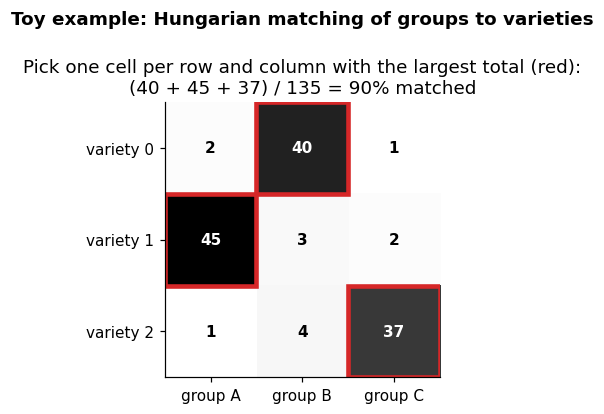 Toy example: Hungarian matching of groups to varieties
Pick one cell per row and column with the largest total (red):
(40 + 45 + 37) / 135 = 90% matched
variety 0 2 40 1
variety 1 45 3 2
variety 2 1 4 37
group A group B group C